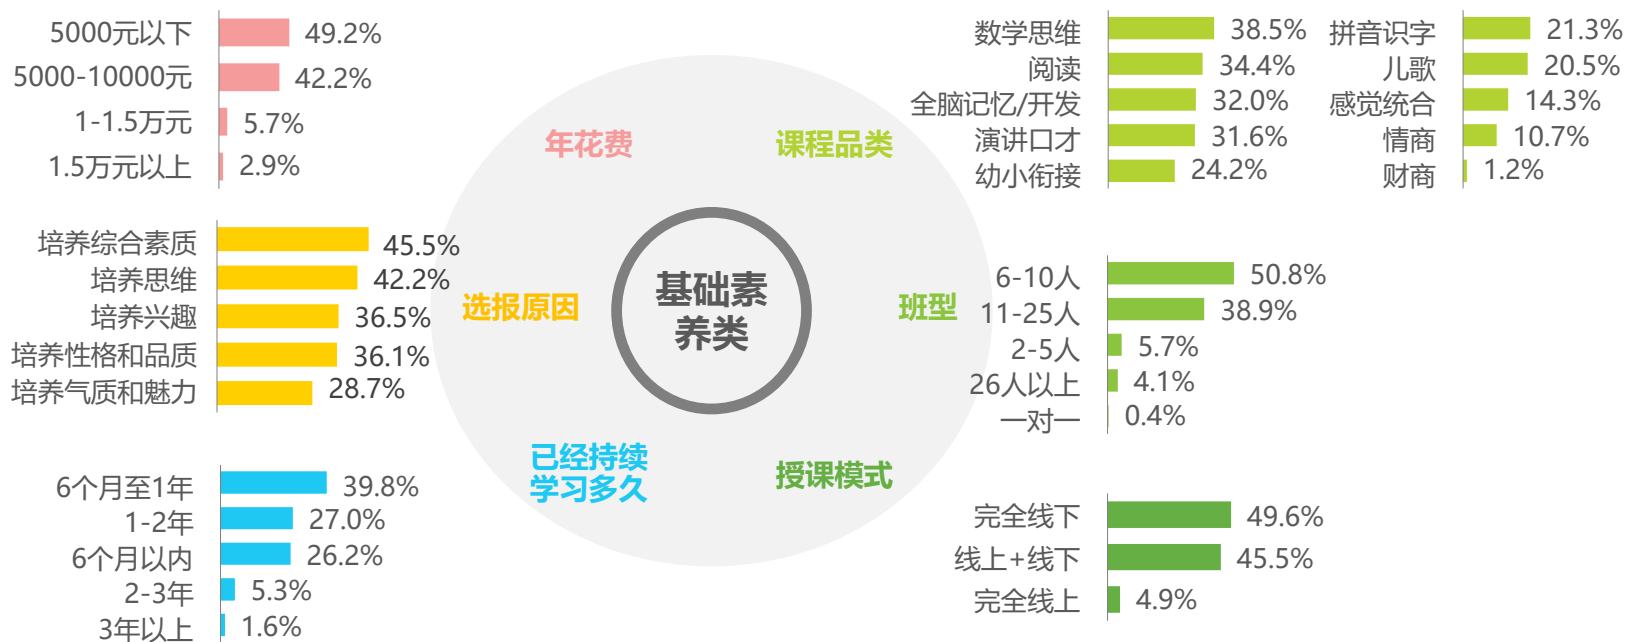 年花费
5000元以下 49.2%
5000-10000元 42.2%
1-1.5万元 5.7%
1.5万元以上 2.9%
课程品类
数学思维 38.5%
阅读 34.4%
全脑记忆/开发 32.0%
演讲口才 31.6%
幼小衔接 24.2%
拼音识字 21.3%
儿歌 20.5%
感觉统合 14.3%
情商 10.7%
财商 1.2%
选报原因
培养综合素质 45.5%
培养思维 42.2%
培养兴趣 36.5%
培养性格和品质 36.1%
培养气质和魅力 28.7%
基础素
养类
班型
6-10人 50.8%
11-25人 38.9%
2-5人 5.7%
26人以上 4.1%
一对一 0.4%
已经持续
学习多久
6个月至1年 39.8%
1-2年 27.0%
6个月以内 26.2%
2-3年 5.3%
3年以上 1.6%
授课模式
完全线下 49.6%
线上+线下 45.5%
完全线上 4.9%